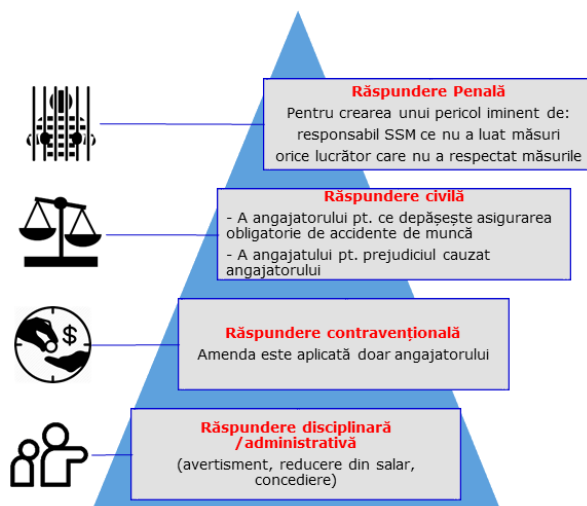 Răspundere Penală
Pentru crearea unui pericol iminent de:
responsabil SSM ce nu a luat măsuri
orice lucrător care nu a respectat măsurile
Răspundere civilă
- A angajatorului pt. ce depășește asigurarea
obligatorie de accidente de muncă
- A angajatului pt. prejudiciul cauzat
angajatorului
$
Răspundere contravențională
Amenda este aplicată doar angajatorului
Răspundere disciplinară
/administrativă
(avertisment, reducere din salar,
concediere)